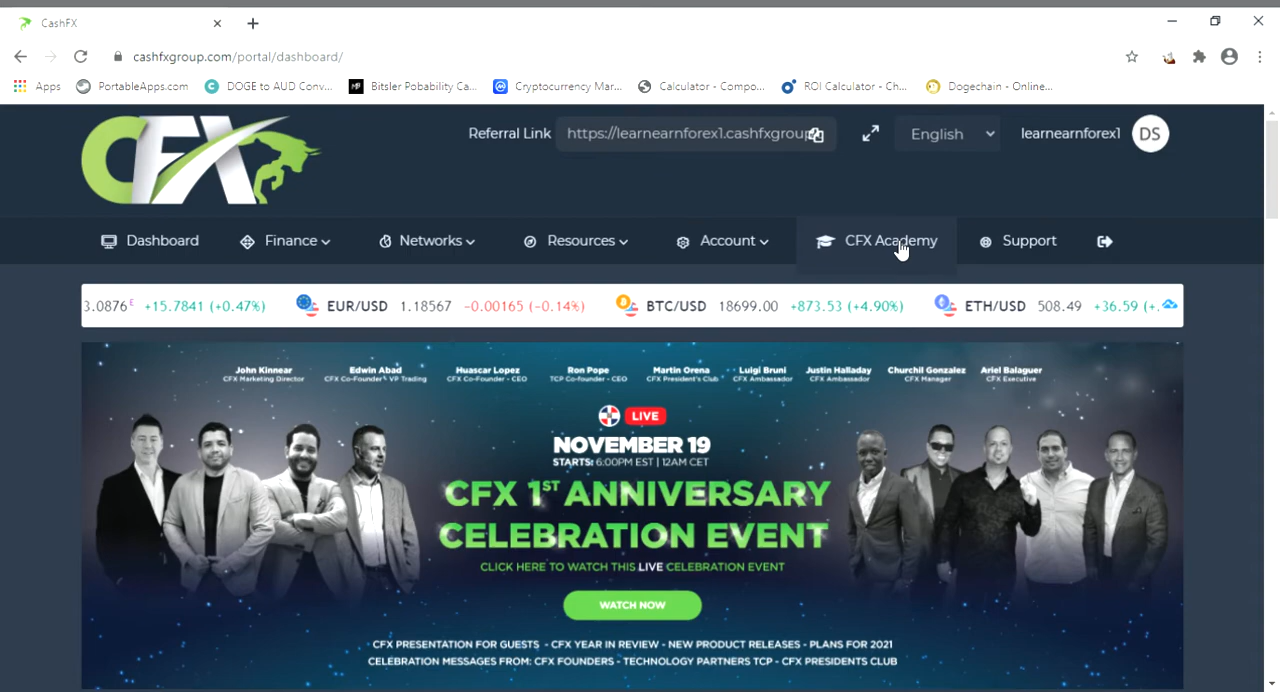 CashFX
cashfxgroup.com/portal/dashboard/
Apps PortableApps.com DOGE to AUD Conv... Bitsler Pobability Ca... Cryptocurrency Mar... Calculator - Compo... ROI Calculator - Ch... Dogechain - Online...
CFX
Referral Link https://learnearnforex1.cashfxgroup English learnearnforex1 DS
Dashboard Finance Networks Resources Account CFX Academy Support
3.0876 E +15.7841 (+0.47%) EUR/USD 1.18567 −0.00165 (−0.14%) BTC/USD 18699.00 +873.53 (+4.90%) ETH/USD 508.49 +36.59 (+.
John Kinnear Edwin Abad Huascar Lopez Ron Pope Martin Orena Luigi Bruni Justin Halladay Churchil Gonzalez Ariel Balaguer
CFX Marketing Director CFX Co-Founder - VP Trading CFX Co-Founder - CEO TCP Co-founder - CEO CFX President's Club CFX Ambassador CFX Ambassador CFX Manager CFX Executive
LIVE
NOVEMBER 19
STARTS: 6:00PM EST | 12AM CET
CFX 1ST ANNIVERSARY
CELEBRATION EVENT
CLICK HERE TO WATCH THIS LIVE CELEBRATION EVENT
WATCH NOW
CFX PRESENTATION FOR GUESTS - CFX YEAR IN REVIEW - NEW PRODUCT RELEASES - PLANS FOR 2021
CELEBRATION MESSAGES FROM: CFX FOUNDERS - TECHNOLOGY PARTNERS TCP - CFX PRESIDENTS CLUB